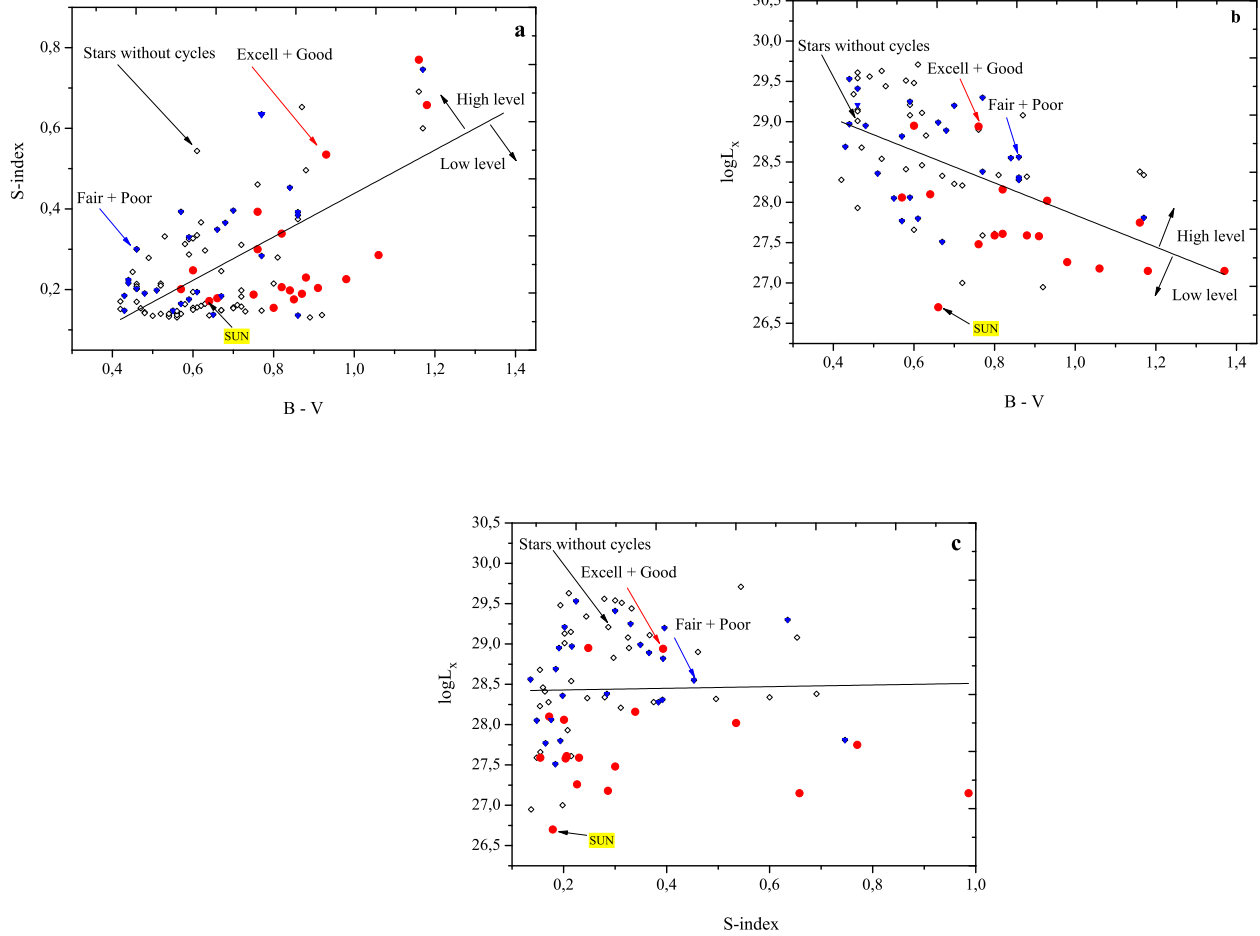 a
Stars without cycles
Excell + Good
High level
Low level
Fair + Poor
SUN
S-index
0,8
0,6
0,4
0,2
0,4 0,6 0,8 1,0 1,2 1,4
B - V
b
Stars without cycles
Excell + Good
Fair + Poor
High level
Low level
SUN
logLx
30,5
30,0
29,5
29,0
28,5
28,0
27,5
27,0
26,5
0,4 0,6 0,8 1,0 1,2 1,4
B - V
c
Stars without cycles
Excell + Good
Fair + Poor
SUN
logLx
30,5
30,0
29,5
29,0
28,5
28,0
27,5
27,0
26,5
0,2 0,4 0,6 0,8 1,0
S-index